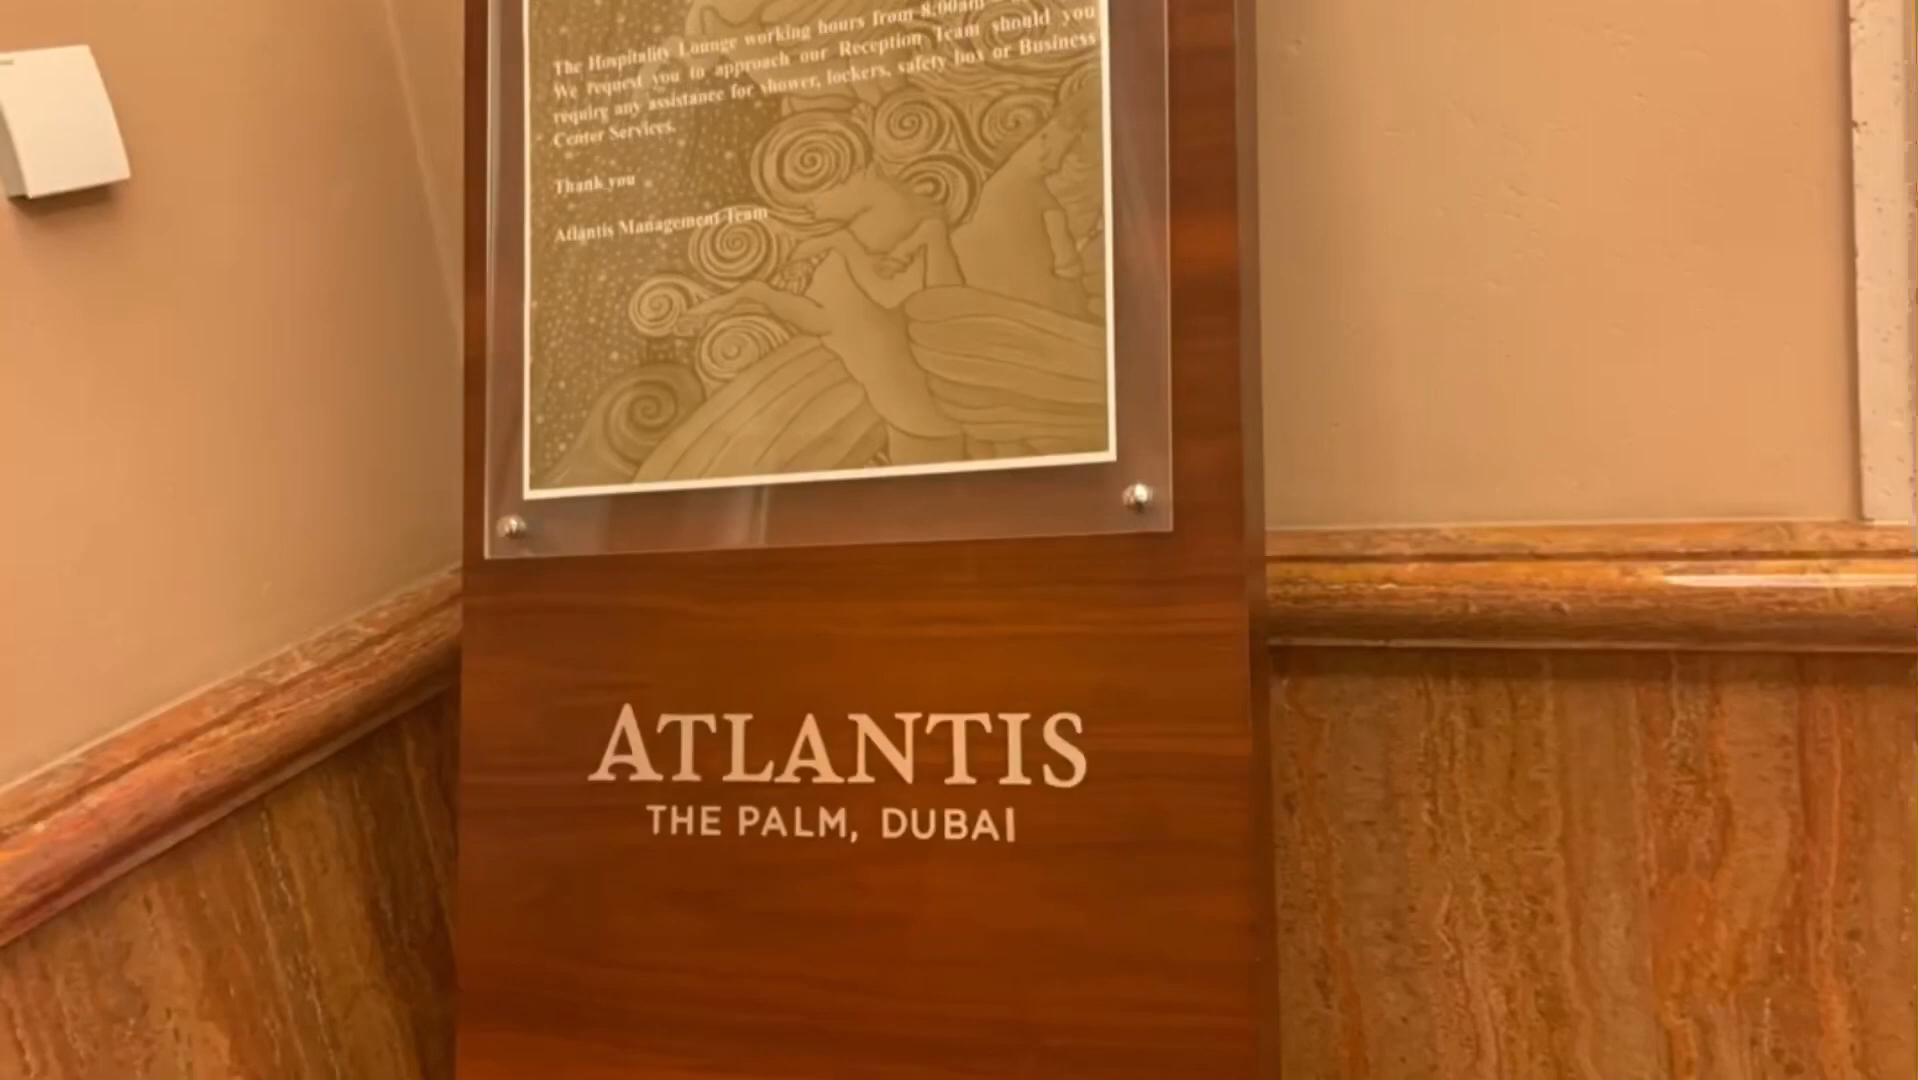 The Hospitality Lounge working hours from 8:00am
We request you to approach our Reception Team should you
require any assistance for shower, lockers, safety box or Business
Center Services.
Thank you
Atlantis Management Team
ATLANTIS
THE PALM, DUBAI